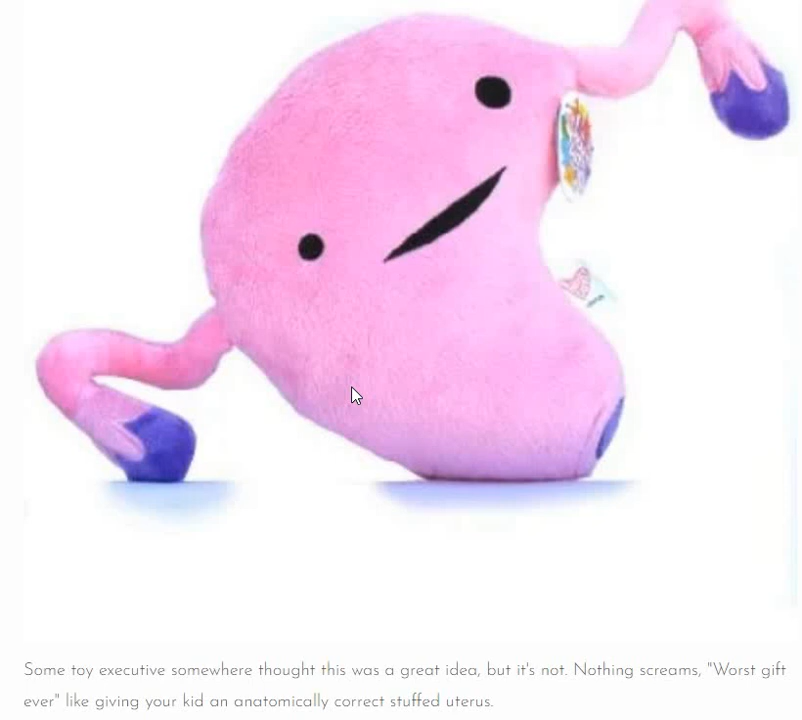 Some toy executive somewhere thought this was a great idea, but it's not. Nothing screams, "Worst gift
ever" like giving your kid an anatomically correct stuffed uterus.